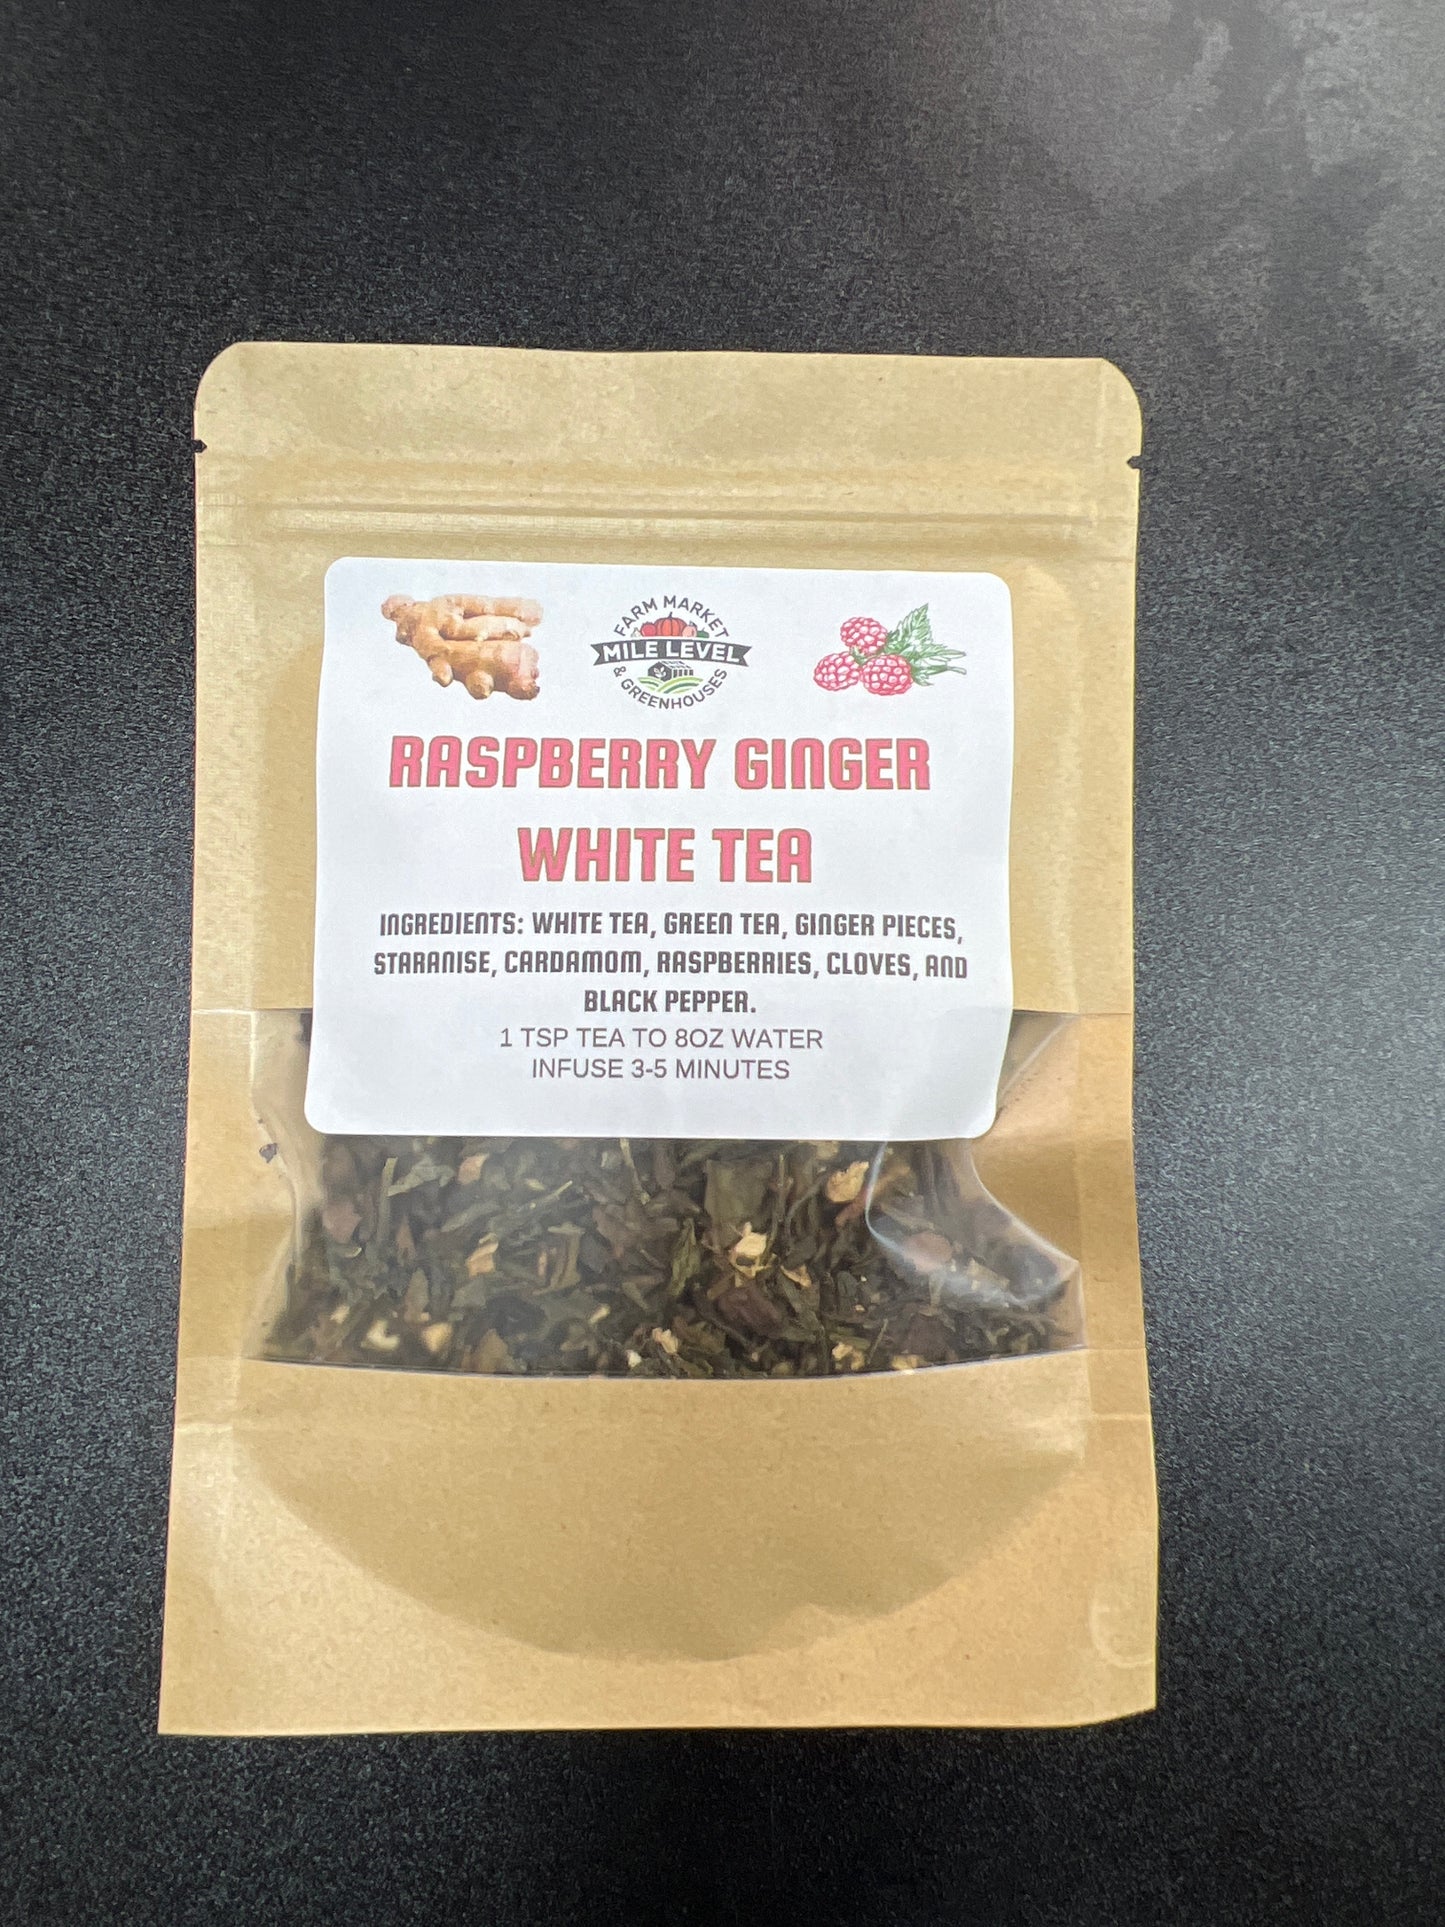 FARM MARKET
MILE LEVEL
& GREENHOUSES
RASPBERRY GINGER
WHITE TEA
INGREDIENTS: WHITE TEA, GREEN TEA, GINGER PIECES,
STARANISE, CARDAMOM, RASPBERRIES, CLOVES, AND
BLACK PEPPER.
1 TSP TEA TO 8OZ WATER
INFUSE 3-5 MINUTES